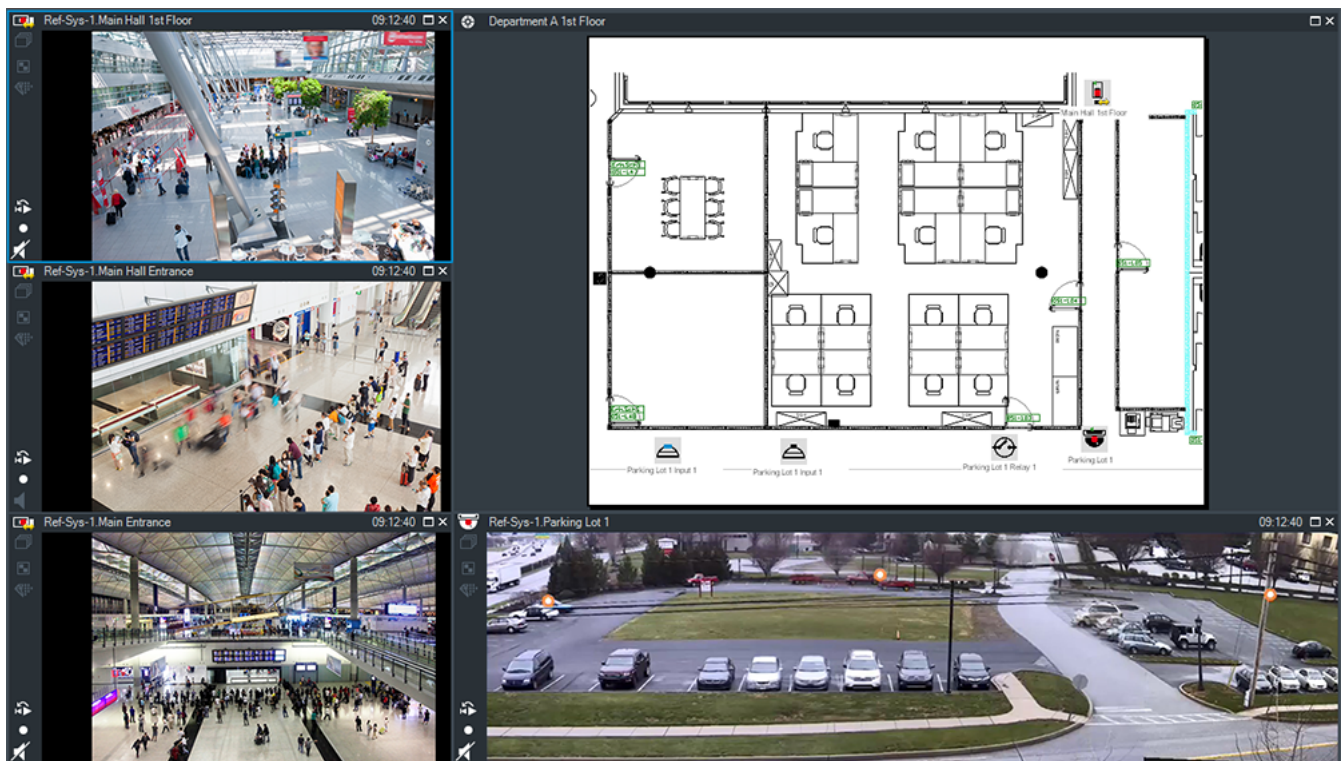 Ref-Sys-1.Main Hall 1st Floor
09:12:40
Department A 1st Floor
Main Hall 1st Floor
Ref-Sys-1.Main Hall Entrance
09:12:40
Parking Lot 1 Input 1
Parking Lot 1 Input 1
Parking Lot 1 Relay 1
Parking Lot 1
Ref-Sys-1.Main Entrance
09:12:40
Ref-Sys-1.Parking Lot 1
09:12:40